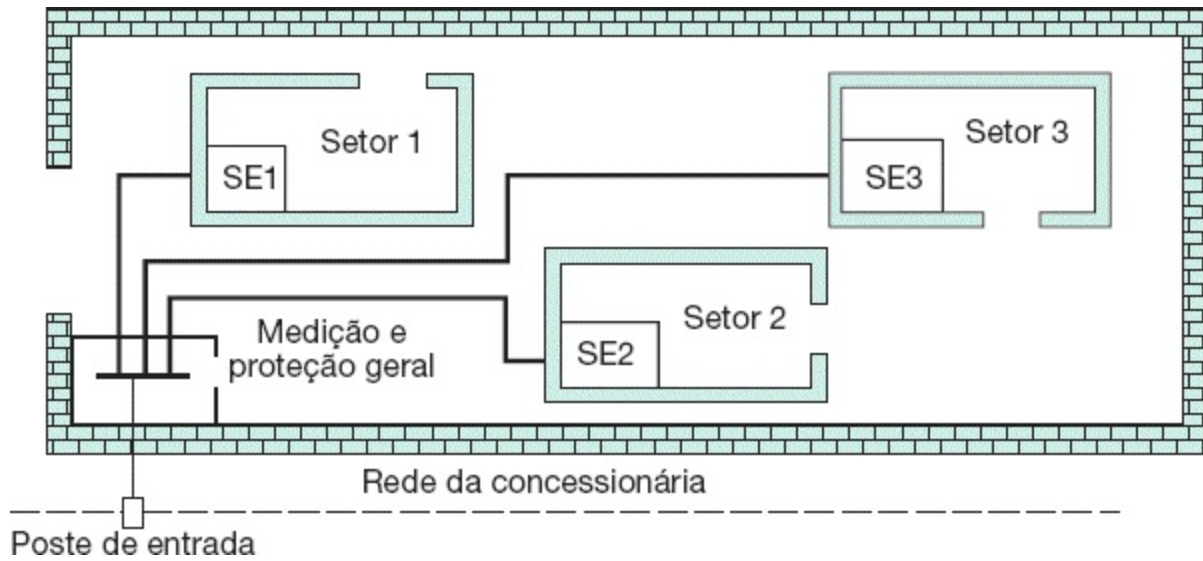 Setor 1
SE1
Setor 3
SE3
Setor 2
SE2
Medição e
proteção geral
Rede da concessionária
Poste de entrada